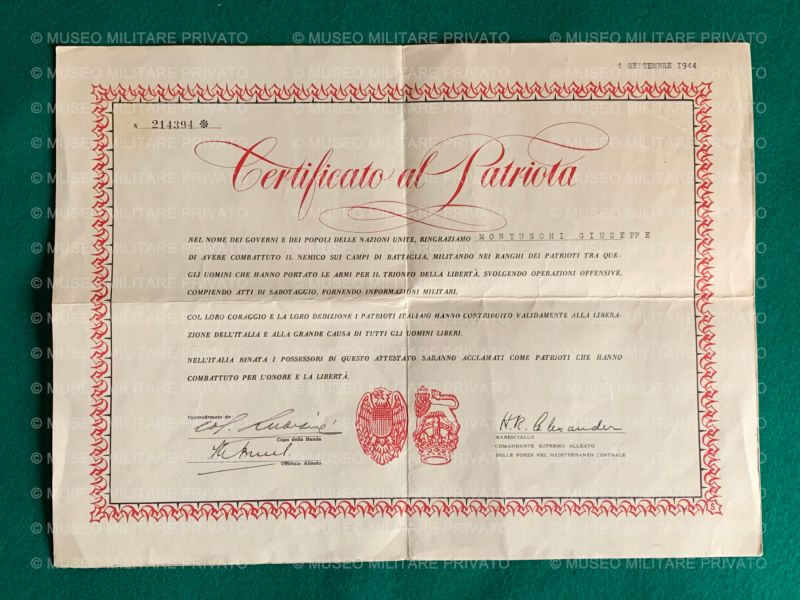 1 SETTEMBRE 1944
N 214394 *
Certificato al Patriota
NEL NOME DEI GOVERNI E DEI POPOLI DELLE NAZIONI UNITE, RINGRAZIAMO MONTUSCHI GIUSEPPE
DI AVERE COMBATTUTO IL NEMICO SUI CAMPI DI BATTAGLIA, MILITANDO NEI RANGHI DEI PATRIOTI TRA QUE-
GLI UOMINI CHE HANNO PORTATO LE ARMI PER IL TRIONFO DELLA LIBERTÀ, SVOLGENDO OPERAZIONI OFFENSIVE,
COMPIENDO ATTI DI SABOTAGGIO, FORNENDO INFORMAZIONI MILITARI.
COL LORO CORAGGIO E LA LORO DEDIZIONE I PATRIOTI ITALIANI HANNO CONTRIBUITO VALIDAMENTE ALLA LIBERA-
ZIONE DELL'ITALIA E ALLA GRANDE CAUSA DI TUTTI GLI UOMINI LIBERI.
NELL'ITALIA RINATA I POSSESSORI DI QUESTO ATTESTATO SARANNO ACCLAMATI COME PATRIOTI CHE HANNO
COMBATTUTO PER L'ONORE E LA LIBERTÀ.
Controfirmato da
Capo della Banda
Ufficiale Alleato
H.R. Alexander
MARESCIALLO
COMANDANTE SUPREMO ALLEATO
DELLE FORZE NEL MEDITERRANEO CENTRALE
© MUSEO MILITARE PRIVATO